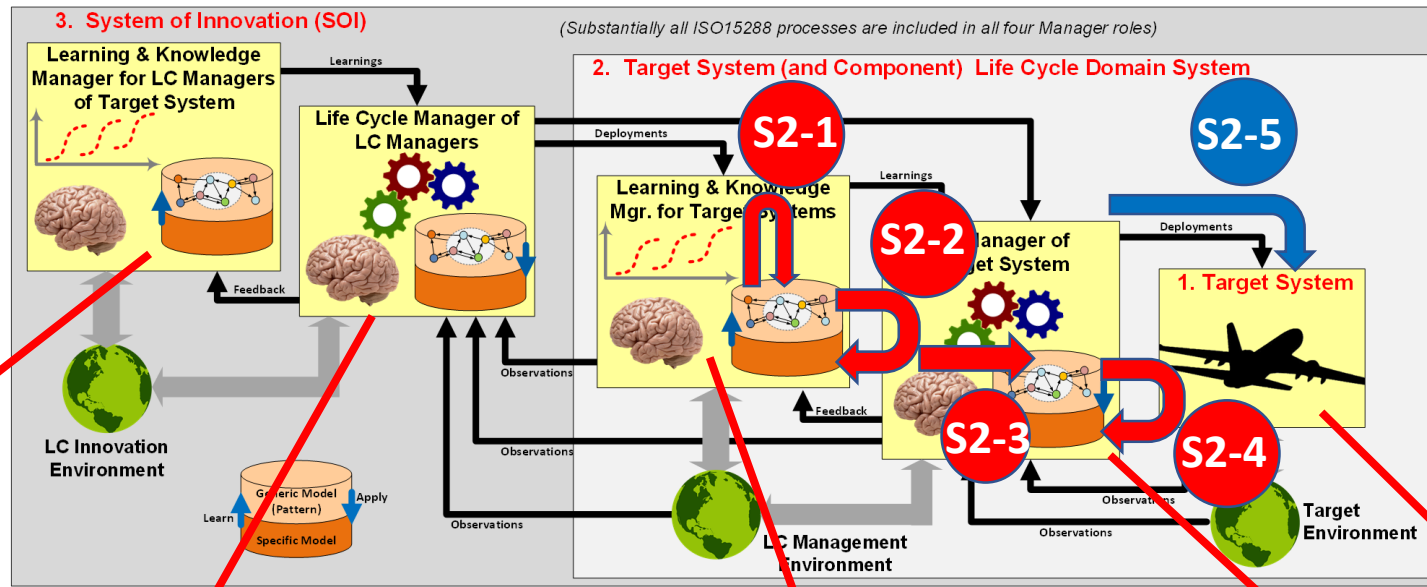 3. System of Innovation (SOI)
(Substantially all ISO15288 processes are included in all four Manager roles)
Learning & Knowledge
Manager for LC Managers
of Target System
Learnings
2. Target System (and Component) Life Cycle Domain System
Life Cycle Manager of
LC Managers
Deployments
S2-1
S2-5
Learning & Knowledge
Mgr. for Target Systems
Learnings
S2-2
Manager of
get System
Deployments
1. Target System
Feedback
Observations
Feedback
S2-3
S2-4
LC Innovation
Environment
Observations
Generic Model
(Pattern)
Learn
Apply
Specific Model
Observations
Observations
Observations
LC Management
Environment
Target
Environment